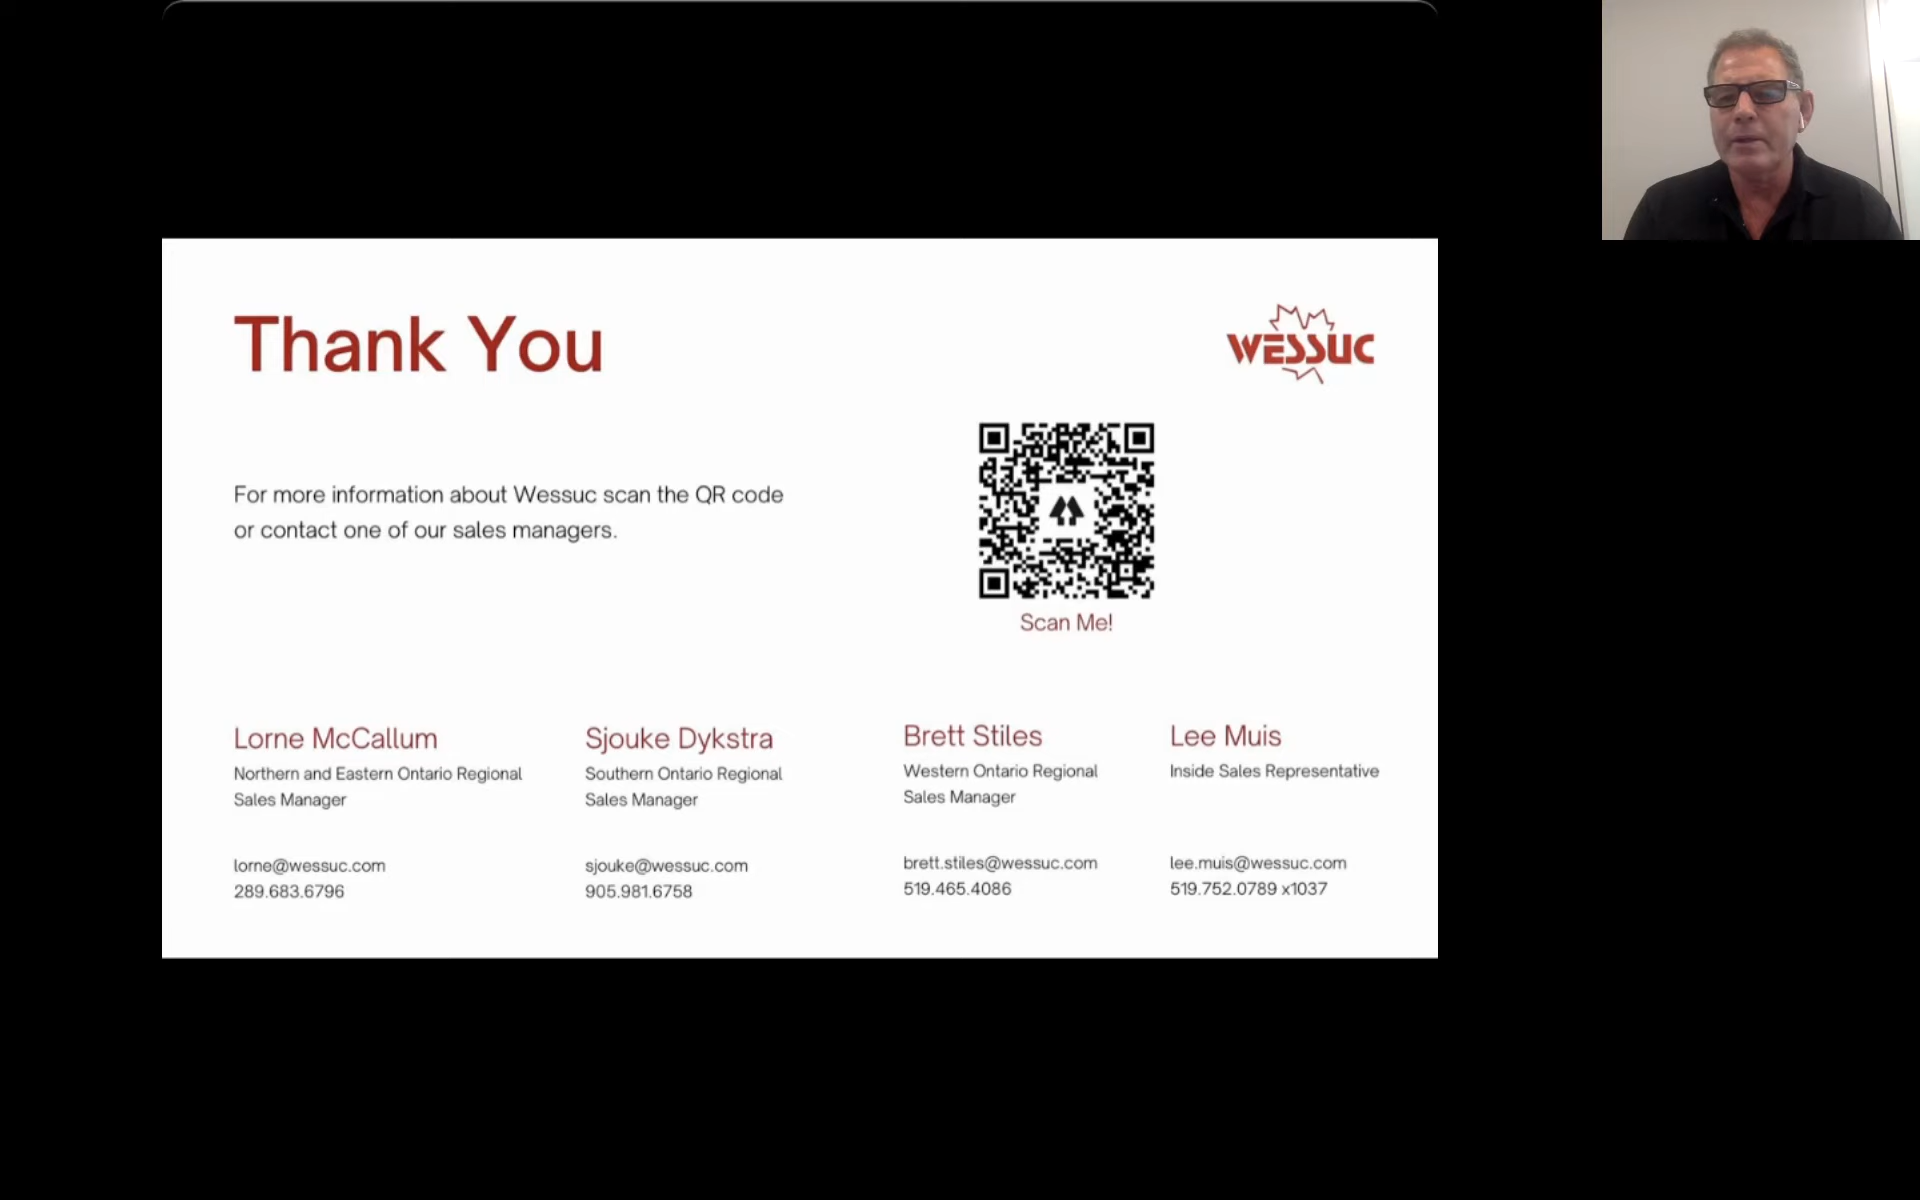 Thank You
WESSUC
For more information about Wessuc scan the QR code
or contact one of our sales managers.
Scan Me!
Lorne McCallum
Northern and Eastern Ontario Regional
Sales Manager
lorne@wessuc.com
289.683.6796
Sjouke Dykstra
Southern Ontario Regional
Sales Manager
sjouke@wessuc.com
905.981.6758
Brett Stiles
Western Ontario Regional
Sales Manager
brett.stiles@wessuc.com
519.465.4086
Lee Muis
Inside Sales Representative
lee.muis@wessuc.com
519.752.0789 x1037